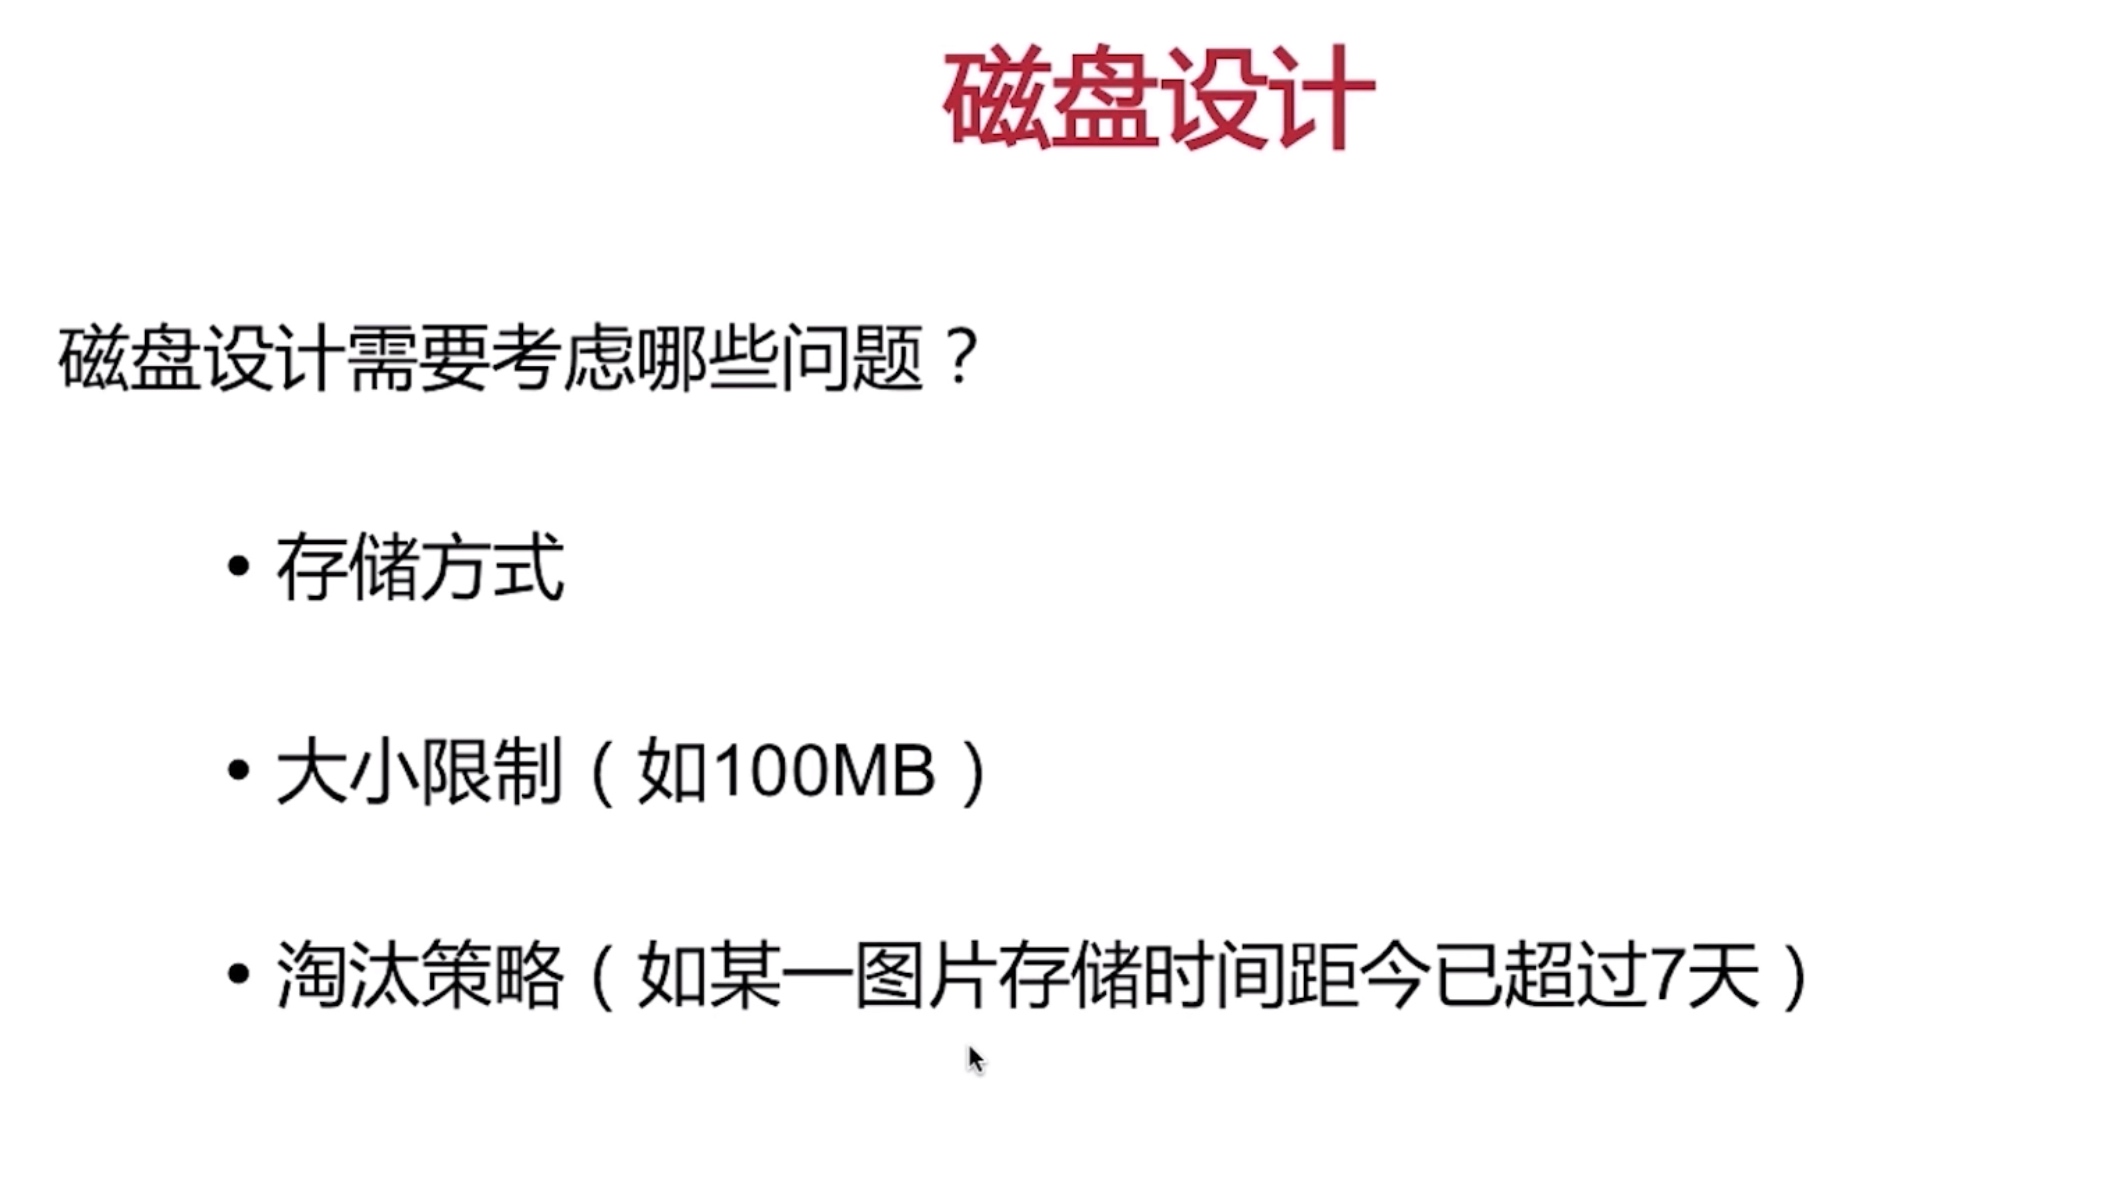 磁盘设计
磁盘设计需要考虑哪些问题？
• 存储方式
• 大小限制（如100MB）
• 淘汰策略（如某一图片存储时间距今已超过7天）